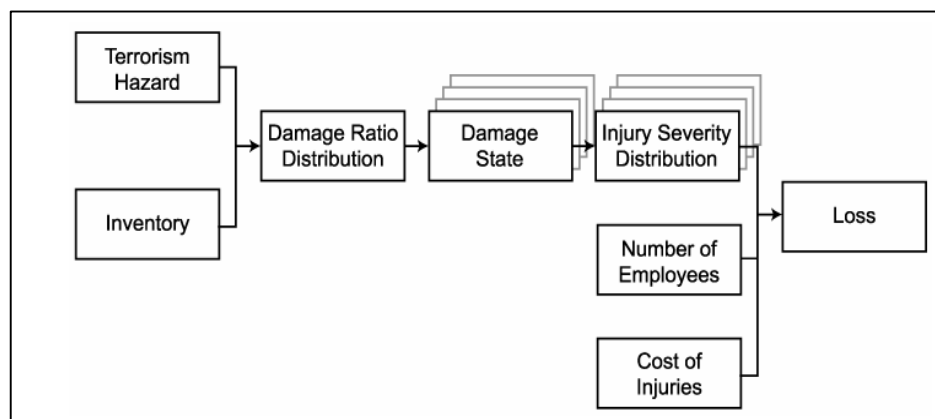 Terrorism
Hazard
Inventory
Damage Ratio
Distribution
Damage
State
Injury Severity
Distribution
Number of
Employees
Cost of
Injuries
Loss